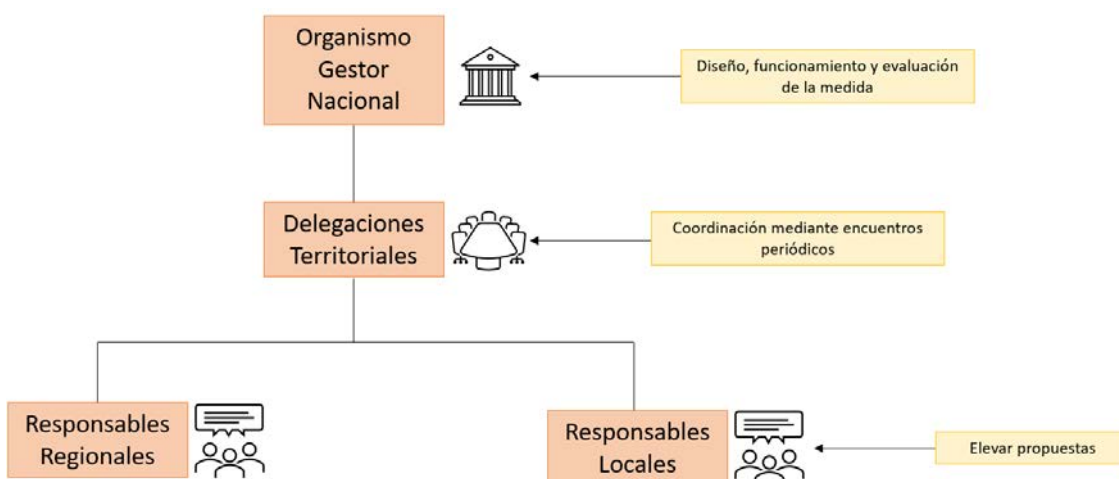 Organismo
Gestor
Nacional
Diseño, funcionamiento y evaluación
de la medida
Delegaciones
Territoriales
Coordinación mediante encuentros
periódicos
Responsables
Regionales
Responsables
Locales
Elevar propuestas